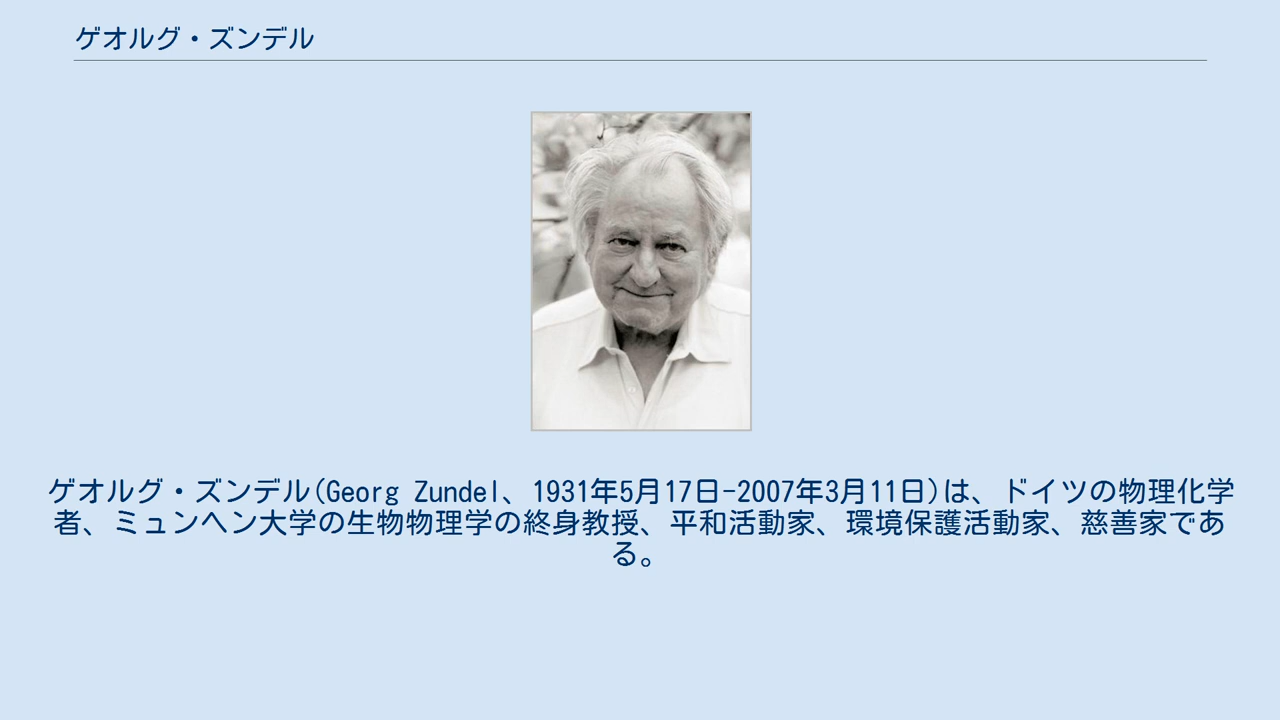 ゲオルグ・ズンデル
ゲオルグ・ズンデル(Georg Zundel、1931年5月17日-2007年3月11日)は、ドイツの物理化学
者、ミュンヘン大学の生物物理学の終身教授、平和活動家、環境保護活動家、慈善家であ
る。